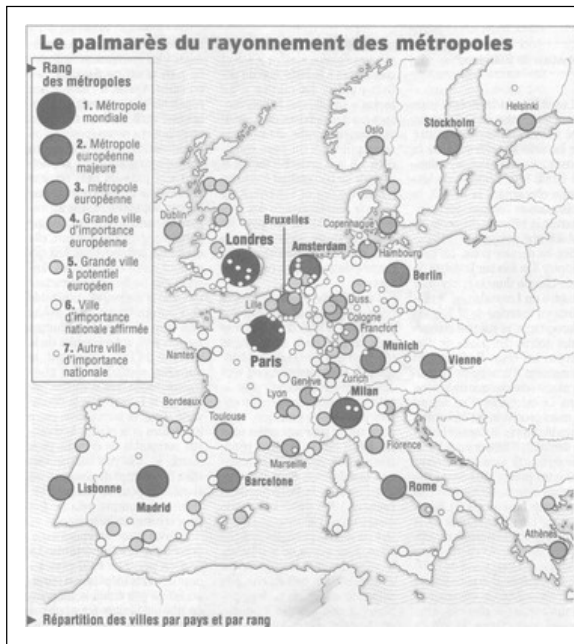 Le palmarès du rayonnement des métropoles
Rang
des métropoles
1. Métropole
mondiale
2. Métropole
européenne
majeure
3. métropole
européenne
4. Grande ville
d'importance
européenne
5. Grande ville
à potentiel
européen
6. Ville
d'importance
nationale affirmée
7. Autre ville
d'importance
nationale
Helsinki
Oslo
Stockholm
Dublin
Copenhague
Bruxelles
Londres
Amsterdam
Hambourg
Berlin
Lille
Duss.
Cologne
Francfort
Paris
Munich
Vienne
Nantes
Zurich
Genève
Milan
Lyon
Bordeaux
Toulouse
Florence
Marseille
Lisbonne
Madrid
Barcelone
Rome
Athènes
Répartition des villes par pays et par rang